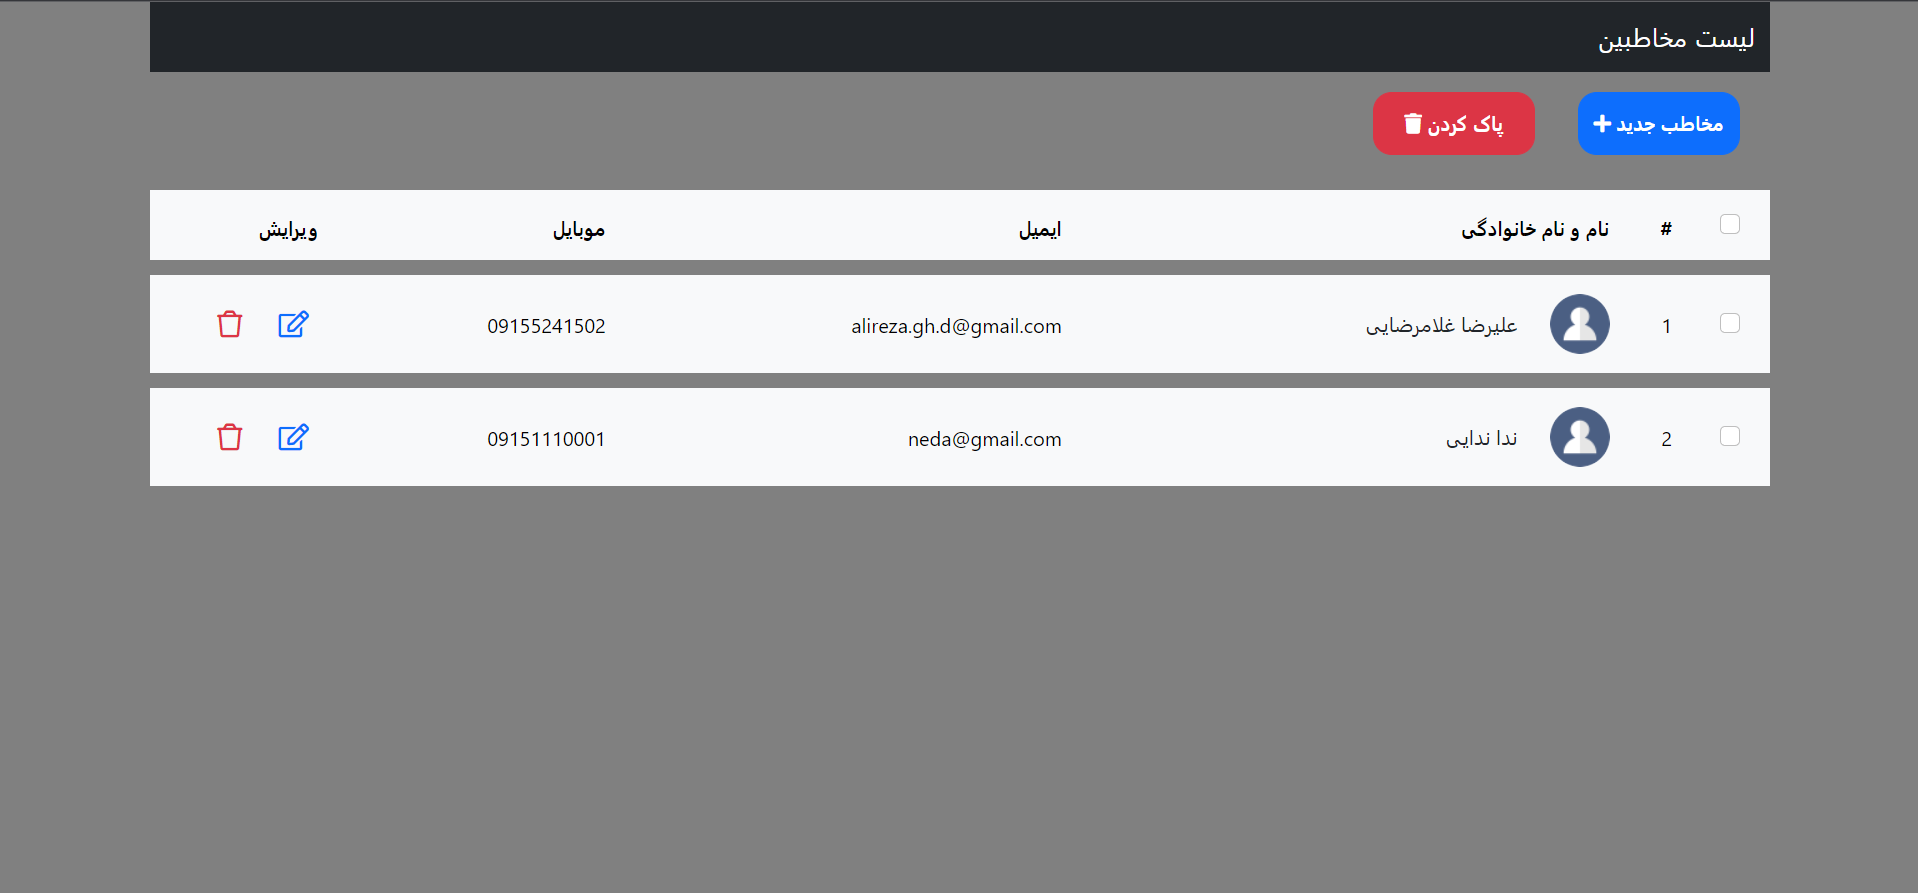 لیست مخاطبین
مخاطب جدید پاک کردن
# نام و نام خانوادگی ایمیل موبایل ویرایش
1 علیرضا غلامرضایی alireza.gh.d@gmail.com 09155241502
2 ندا ندایی neda@gmail.com 09151110001